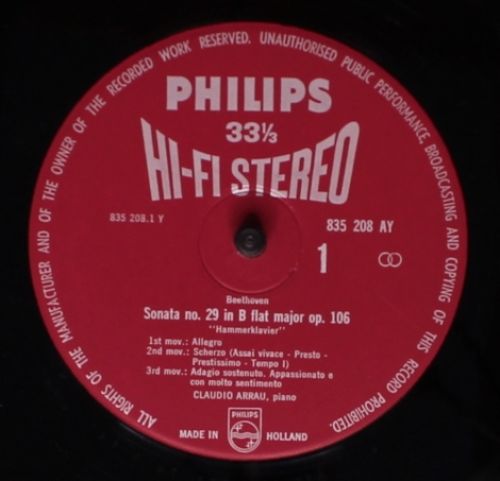 ALL RIGHTS OF THE MANUFACTURER AND OF THE OWNER OF THE RECORDED WORK RESERVED. UNAUTHORISED PUBLIC PERFORMANCE, BROADCASTING AND COPYING OF THIS RECORD PROHIBITED.
PHILIPS
33⅓
HI-FI STEREO
835 208.1 Y
835 208 AY
1
Beethoven
Sonata no. 29 in B flat major op. 106
"Hammerklavier"
1st mov.: Allegro
2nd mov.: Scherzo (Assai vivace - Presto -
Prestissimo - Tempo I)
3rd mov.: Adagio sostenuto. Appassionato e
con molto sentimento
CLAUDIO ARRAU, piano
PHILIPS
MADE IN HOLLAND